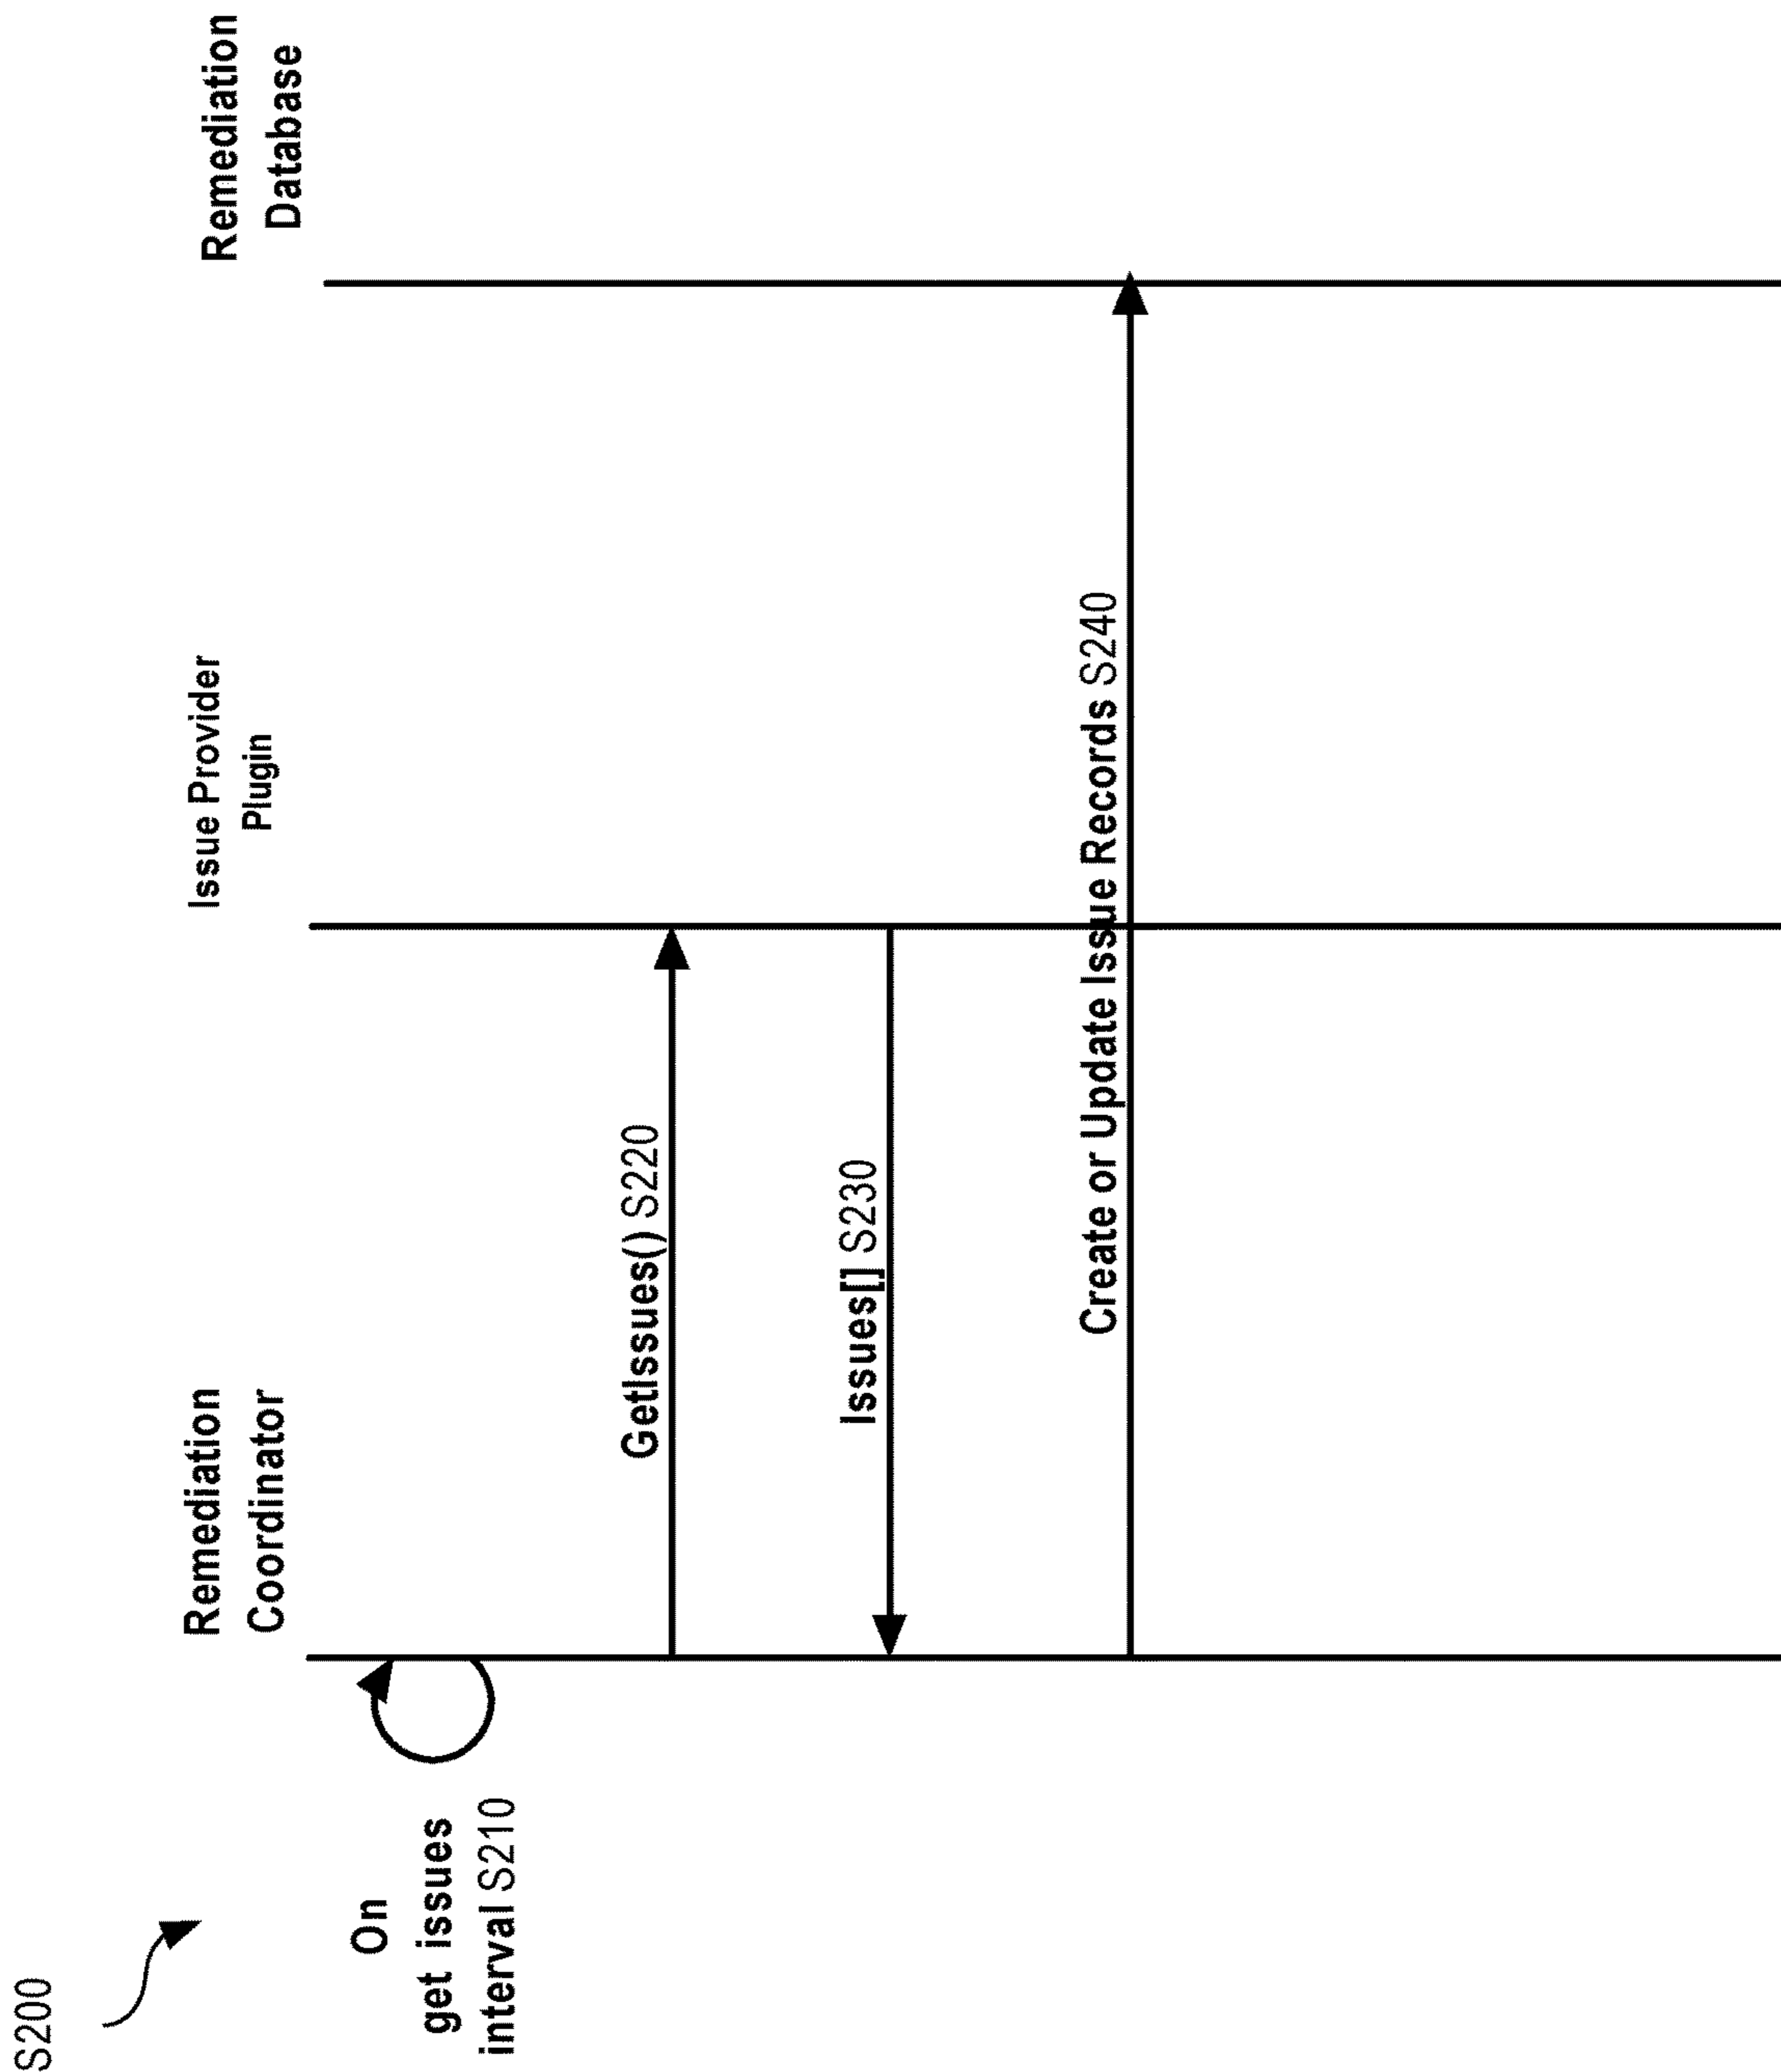 S200
Remediation
Coordinator
Issue Provider
Plugin
Remediation
Database
On
get issues
interval S210
GetIssues() S220
Issues[] S230
Create or Update Issue Records S240